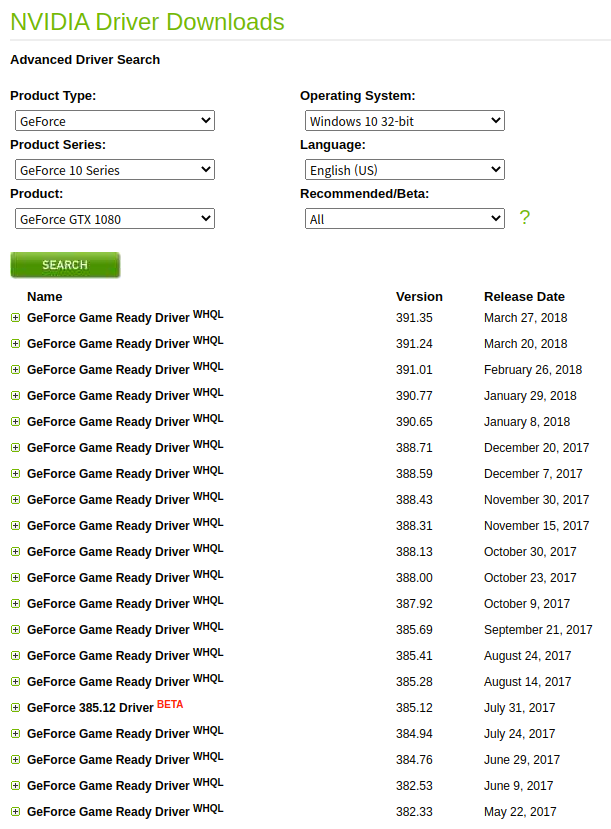 NVIDIA Driver Downloads
Advanced Driver Search
Product Type: Operating System:
GeForce Windows 10 32-bit
Product Series: Language:
GeForce 10 Series English (US)
Product: Recommended/Beta:
GeForce GTX 1080 All ?
SEARCH
Name Version Release Date
GeForce Game Ready Driver WHQL 391.35 March 27, 2018
GeForce Game Ready Driver WHQL 391.24 March 20, 2018
GeForce Game Ready Driver WHQL 391.01 February 26, 2018
GeForce Game Ready Driver WHQL 390.77 January 29, 2018
GeForce Game Ready Driver WHQL 390.65 January 8, 2018
GeForce Game Ready Driver WHQL 388.71 December 20, 2017
GeForce Game Ready Driver WHQL 388.59 December 7, 2017
GeForce Game Ready Driver WHQL 388.43 November 30, 2017
GeForce Game Ready Driver WHQL 388.31 November 15, 2017
GeForce Game Ready Driver WHQL 388.13 October 30, 2017
GeForce Game Ready Driver WHQL 388.00 October 23, 2017
GeForce Game Ready Driver WHQL 387.92 October 9, 2017
GeForce Game Ready Driver WHQL 385.69 September 21, 2017
GeForce Game Ready Driver WHQL 385.41 August 24, 2017
GeForce Game Ready Driver WHQL 385.28 August 14, 2017
GeForce 385.12 Driver BETA 385.12 July 31, 2017
GeForce Game Ready Driver WHQL 384.94 July 24, 2017
GeForce Game Ready Driver WHQL 384.76 June 29, 2017
GeForce Game Ready Driver WHQL 382.53 June 9, 2017
GeForce Game Ready Driver WHQL 382.33 May 22, 2017